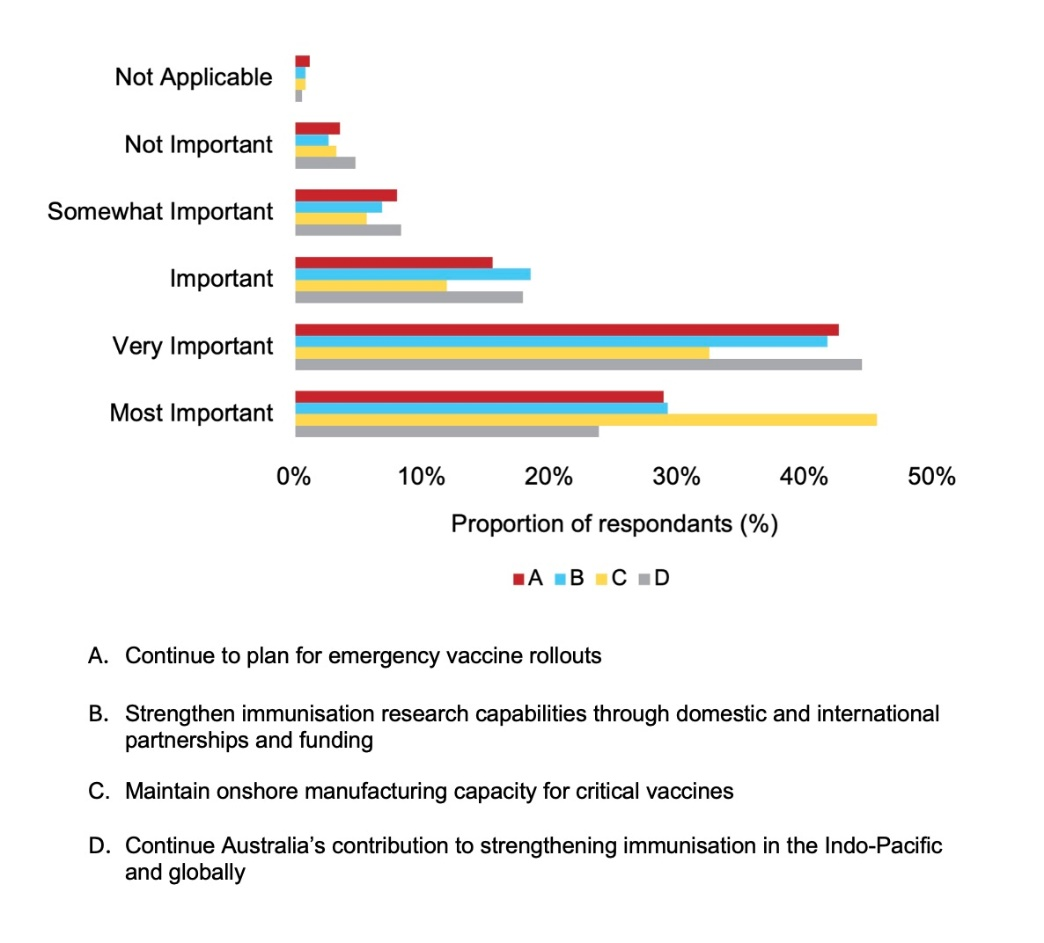 Not Applicable
Not Important
Somewhat Important
Important
Very Important
Most Important
0% 10% 20% 30% 40% 50%
Proportion of respondants (%)
A B C D
A. Continue to plan for emergency vaccine rollouts
B. Strengthen immunisation research capabilities through domestic and international
partnerships and funding
C. Maintain onshore manufacturing capacity for critical vaccines
D. Continue Australia’s contribution to strengthening immunisation in the Indo-Pacific
and globally